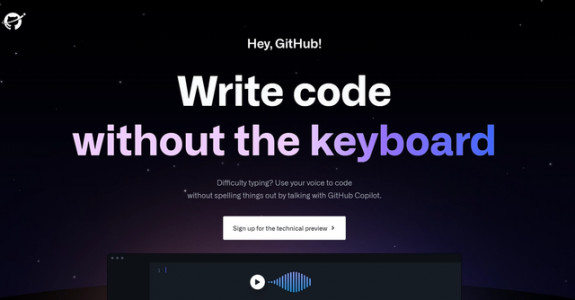 Hey, GitHub!
Write code
without the keyboard
Difficulty typing? Use your voice to code
without spelling things out by talking with GitHub Copilot.
Sign up for the technical preview >